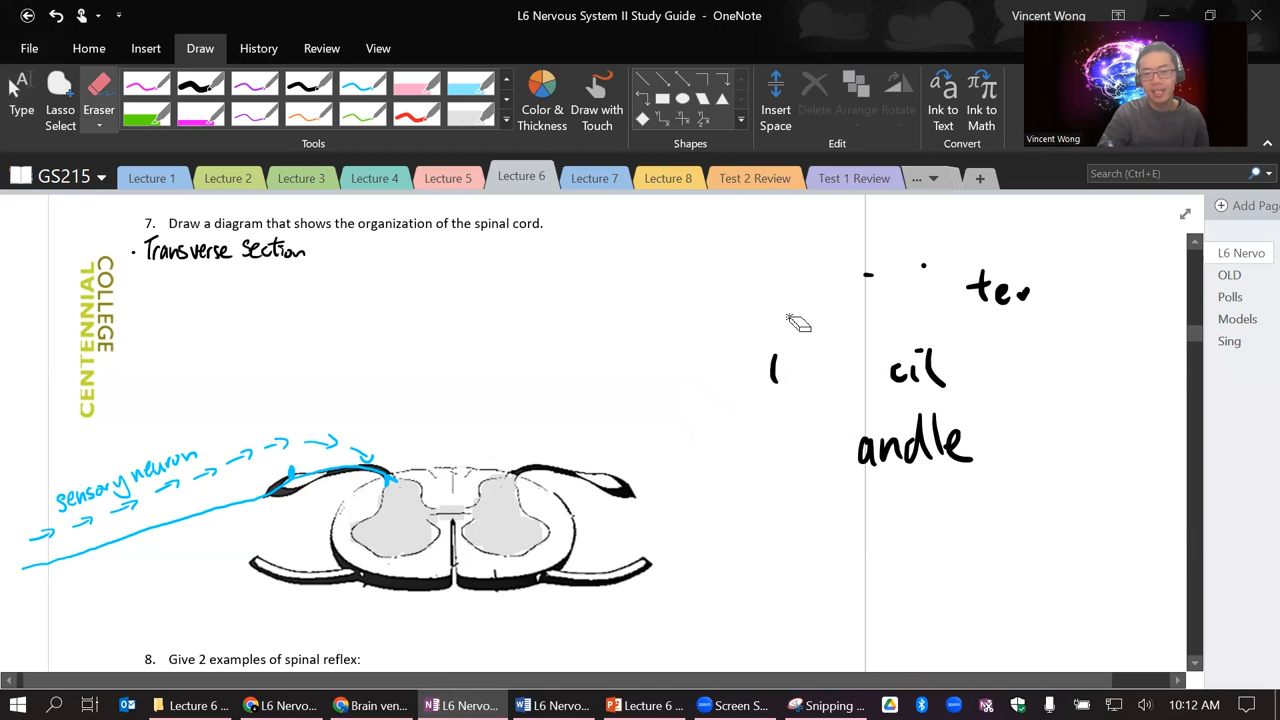 L6 Nervous System II Study Guide - OneNote
Vincent Wong
File Home Insert Draw History Review View
Type
Lasso Select
Eraser
Color & Thickness
Draw with Touch
Insert Space
Delete Arrange Rotate
Ink to Text
Ink to Math
Tools
Shapes
Edit
Convert
Vincent Wong
GS215
Lecture 1 Lecture 2 Lecture 3 Lecture 4 Lecture 5 Lecture 6 Lecture 7 Lecture 8 Test 2 Review Test 1 Review ... +
Search (Ctrl+E)
Add Pag
L6 Nervo
OLD
Polls
Models
Sing
7. Draw a diagram that shows the organization of the spinal cord.
• Transverse Section
CENTENNIAL
COLLEGE
ter
cil
andle
sensory neuron
8. Give 2 examples of spinal reflex:
Lecture 6 ... L6 Nervo... Brain ven... L6 Nervo... L6 Nervo... Lecture 6 ... Screen S... Snipping ... 10:12 AM